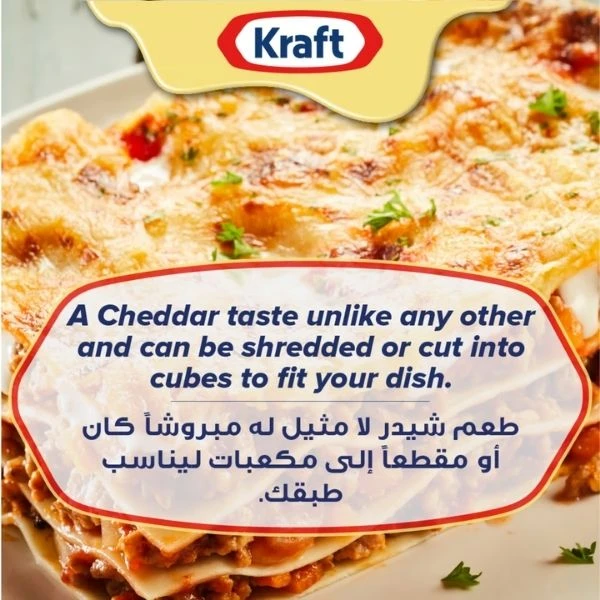 Kraft
A Cheddar taste unlike any other
and can be shredded or cut into
cubes to fit your dish.
طعم شيدر لا مثيل له مبروشاً كان
أو مقطعاً إلى مكعبات ليناسب
طبقك.